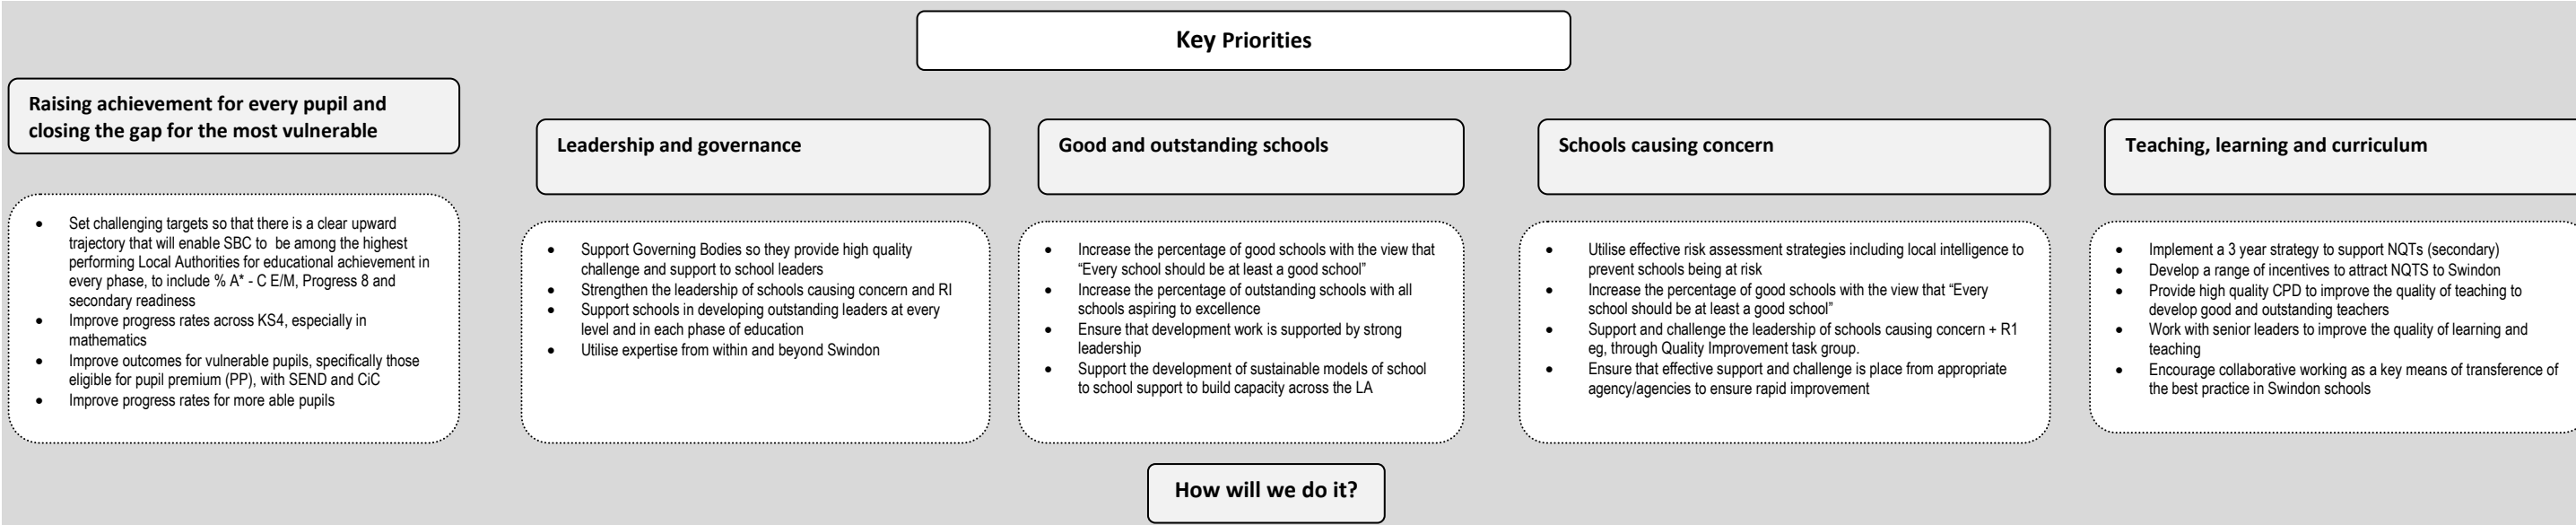 Key Priorities
Raising achievement for every pupil and
closing the gap for the most vulnerable
• Set challenging targets so that there is a clear upward
trajectory that will enable SBC to  be among the highest
performing Local Authorities for educational achievement in
every phase, to include % A* - C E/M, Progress 8 and
secondary readiness
• Improve progress rates across KS4, especially in
mathematics
• Improve outcomes for vulnerable pupils, specifically those
eligible for pupil premium (PP), with SEND and CiC
• Improve progress rates for more able pupils
Leadership and governance
• Support Governing Bodies so they provide high quality
challenge and support to school leaders
• Strengthen the leadership of schools causing concern and RI
• Support schools in developing outstanding leaders at every
level and in each phase of education
• Utilise expertise from within and beyond Swindon
Good and outstanding schools
• Increase the percentage of good schools with the view that
“Every school should be at least a good school”
• Increase the percentage of outstanding schools with all
schools aspiring to excellence
• Ensure that development work is supported by strong
leadership
• Support the development of sustainable models of school
to school support to build capacity across the LA
Schools causing concern
• Utilise effective risk assessment strategies including local intelligence to
prevent schools being at risk
• Increase the percentage of good schools with the view that “Every
school should be at least a good school”
• Support and challenge the leadership of schools causing concern + R1
eg, through Quality Improvement task group.
• Ensure that effective support and challenge is place from appropriate
agency/agencies to ensure rapid improvement
Teaching, learning and curriculum
• Implement a 3 year strategy to support NQTs (secondary)
• Develop a range of incentives to attract NQTS to Swindon
• Provide high quality CPD to improve the quality of teaching to
develop good and outstanding teachers
• Work with senior leaders to improve the quality of learning and
teaching
• Encourage collaborative working as a key means of transference of
the best practice in Swindon schools
How will we do it?